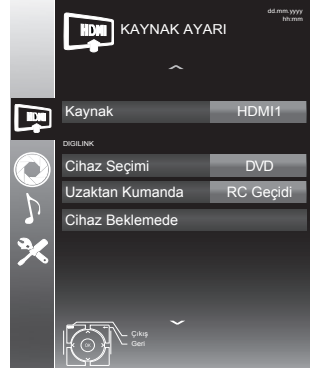 HDMI KAYNAK AYARI
dd.mm.yyyy
hh:mm
HDMI
Kaynak HDMI1
DIGILINK
Cihaz Seçimi DVD
Uzaktan Kumanda RC Geçidi
Cihaz Beklemede
Çıkış
OK Geri